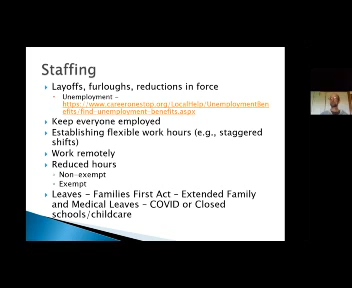 Staffing
Layoffs, furloughs, reductions in force
Unemployment –
https://www.careeronestop.org/LocalHelp/UnemploymentBen
efits/find-unemployment-benefits.aspx
Keep everyone employed
Establishing flexible work hours (e.g., staggered
shifts)
Work remotely
Reduced hours
Non-exempt
Exempt
Leaves – Families First Act – Extended Family
and Medical Leaves – COVID or Closed
schools/childcare